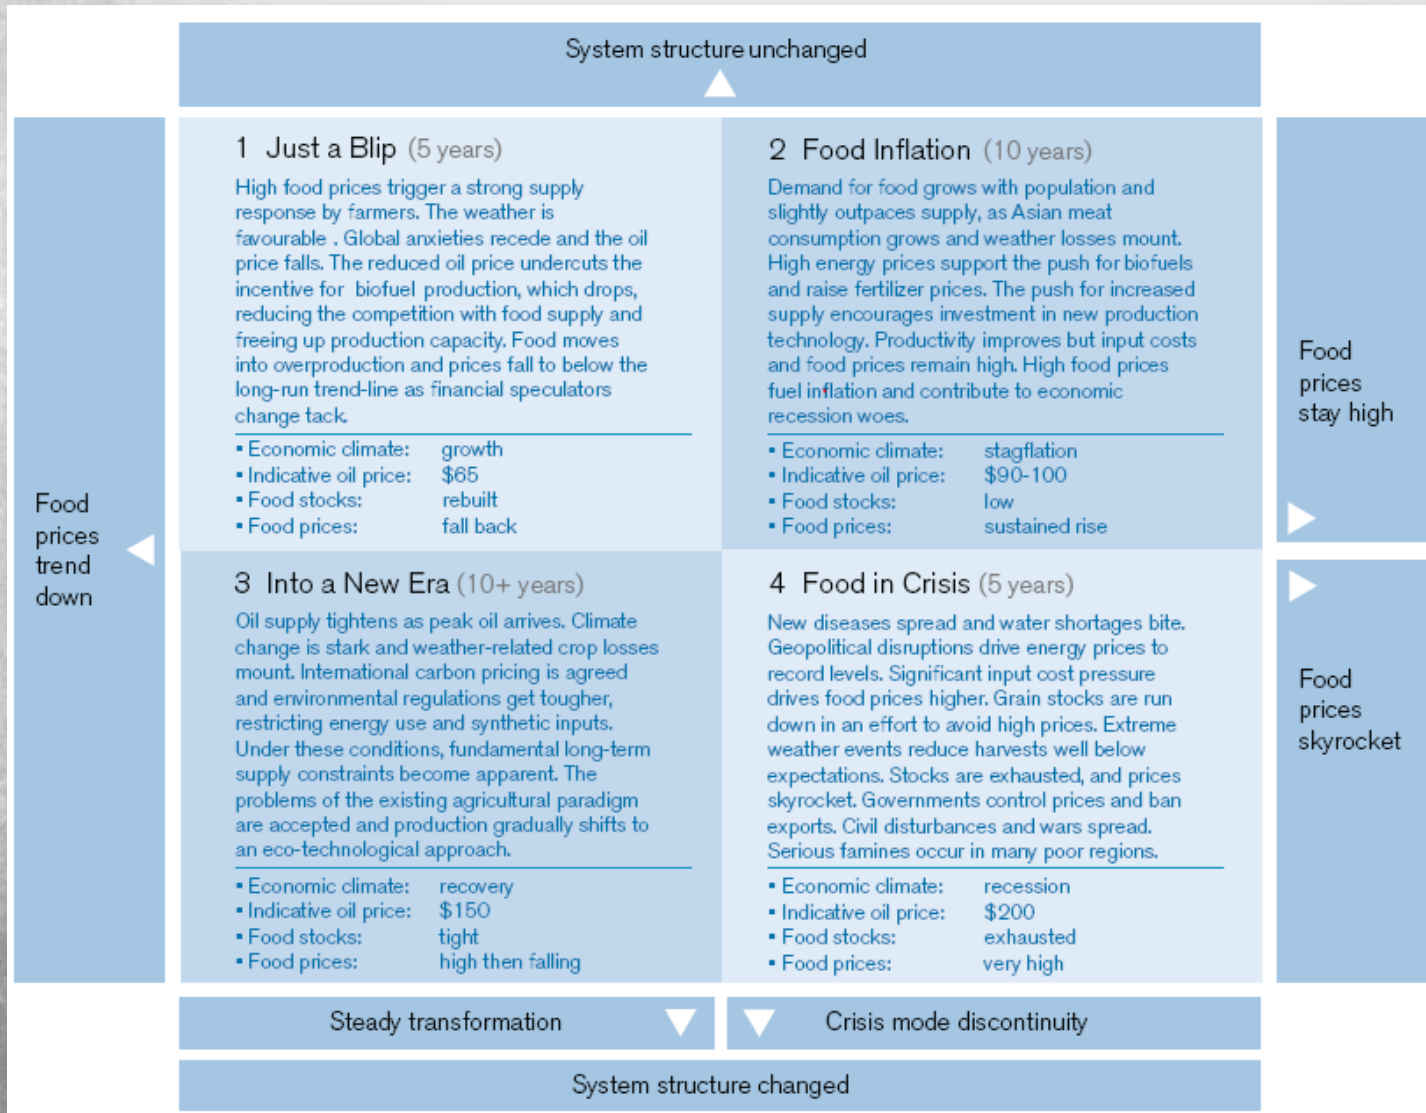 System structure unchanged
Food
prices
trend
down
1 Just a Blip (5 years)
High food prices trigger a strong supply
response by farmers. The weather is
favourable . Global anxieties recede and the oil
price falls. The reduced oil price undercuts the
incentive for biofuel production, which drops,
reducing the competition with food supply and
freeing up production capacity. Food moves
into overproduction and prices fall to below the
long-run trend-line as financial speculators
change tack.
▪ Economic climate: growth
▪ Indicative oil price: $65
▪ Food stocks: rebuilt
▪ Food prices: fall back
2 Food Inflation (10 years)
Demand for food grows with population and
slightly outpaces supply, as Asian meat
consumption grows and weather losses mount.
High energy prices support the push for biofuels
and raise fertilizer prices. The push for increased
supply encourages investment in new production
technology. Productivity improves but input costs
and food prices remain high. High food prices
fuel inflation and contribute to economic
recession woes.
▪ Economic climate: stagflation
▪ Indicative oil price: $90-100
▪ Food stocks: low
▪ Food prices: sustained rise
Food
prices
stay high
3 Into a New Era (10+ years)
Oil supply tightens as peak oil arrives. Climate
change is stark and weather-related crop losses
mount. International carbon pricing is agreed
and environmental regulations get tougher,
restricting energy use and synthetic inputs.
Under these conditions, fundamental long-term
supply constraints become apparent. The
problems of the existing agricultural paradigm
are accepted and production gradually shifts to
an eco-technological approach.
▪ Economic climate: recovery
▪ Indicative oil price: $150
▪ Food stocks: tight
▪ Food prices: high then falling
4 Food in Crisis (5 years)
New diseases spread and water shortages bite.
Geopolitical disruptions drive energy prices to
record levels. Significant input cost pressure
drives food prices higher. Grain stocks are run
down in an effort to avoid high prices. Extreme
weather events reduce harvests well below
expectations. Stocks are exhausted, and prices
skyrocket. Governments control prices and ban
exports. Civil disturbances and wars spread.
Serious famines occur in many poor regions.
▪ Economic climate: recession
▪ Indicative oil price: $200
▪ Food stocks: exhausted
▪ Food prices: very high
Food
prices
skyrocket
Steady transformation
Crisis mode discontinuity
System structure changed